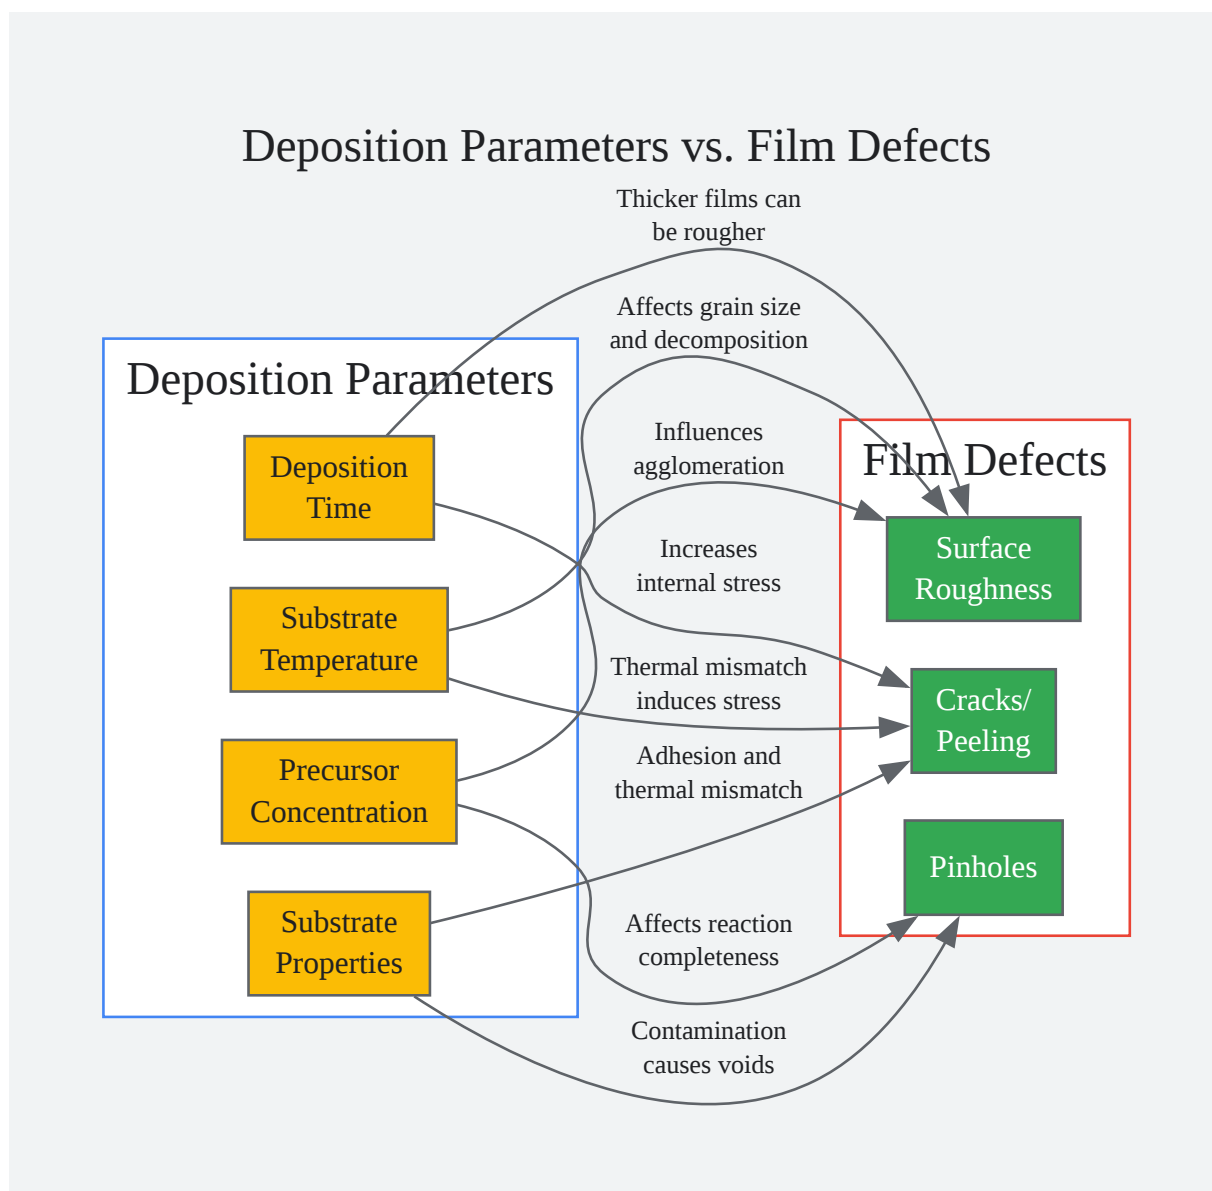 Deposition Parameters vs. Film Defects
Thicker films can
be rougher
Affects grain size
and decomposition
Deposition Parameters
Influences
agglomeration
Film Defects
Deposition
Time
Surface
Roughness
Increases
internal stress
Substrate
Temperature
Thermal mismatch
induces stress
Cracks/
Peeling
Precursor
Concentration
Adhesion and
thermal mismatch
Pinholes
Substrate
Properties
Affects reaction
completeness
Contamination
causes voids